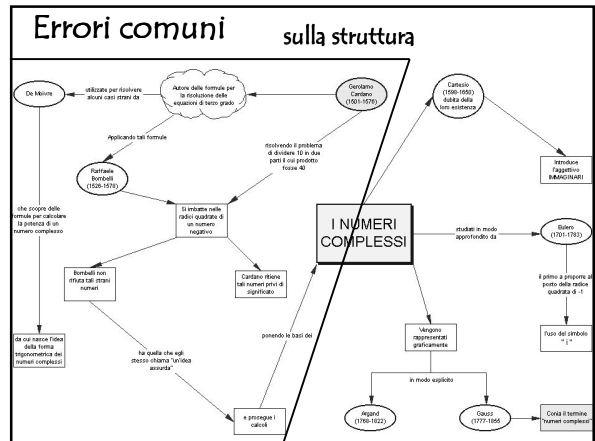 Errori comuni
sulla struttura
De Moivre
utilizzate per risolvere
alcuni casi strani da
Autore delle formule per
la risoluzione delle
equazioni di terzo grado
Gerolamo
Cardano
(1501-1576)
Cartesio
(1596-1650)
dubita della
loro esistenza
Applicando tali formule
risolvendo il problema
di dividere 10 in due
parti il cui prodotto
fosse 40
Introduce
l'aggettivo
IMMAGINARI
Raffaele
Bombelli
(1526-1578)
che scopre delle
formule per calcolare
la potenza di un
numero complesso
Si imbatte nelle
radici quadrate di
un numero
negativo
I NUMERI
COMPLESSI
studiati in modo
approfondito da
Eulero
(1701-1783)
Bombelli non
rifiuta tali strani
numeri
Cardano ritiene
tali numeri privi di
significato
il primo a proporre al
posto della radice
quadrata di -1
da cui nasce l'idea
della forma
trigonometrica dei
numeri complessi
ha quella che egli
stesso chiama "un'idea
assurda"
ponendo le basi dei
Vengono
rappresentati
graficamente
l'uso del simbolo
" i "
in modo esplicito
e prosegue i
calcoli
Argand
(1768-1822)
Gauss
(1777-1855
Conia il termine
"numeri complessi"